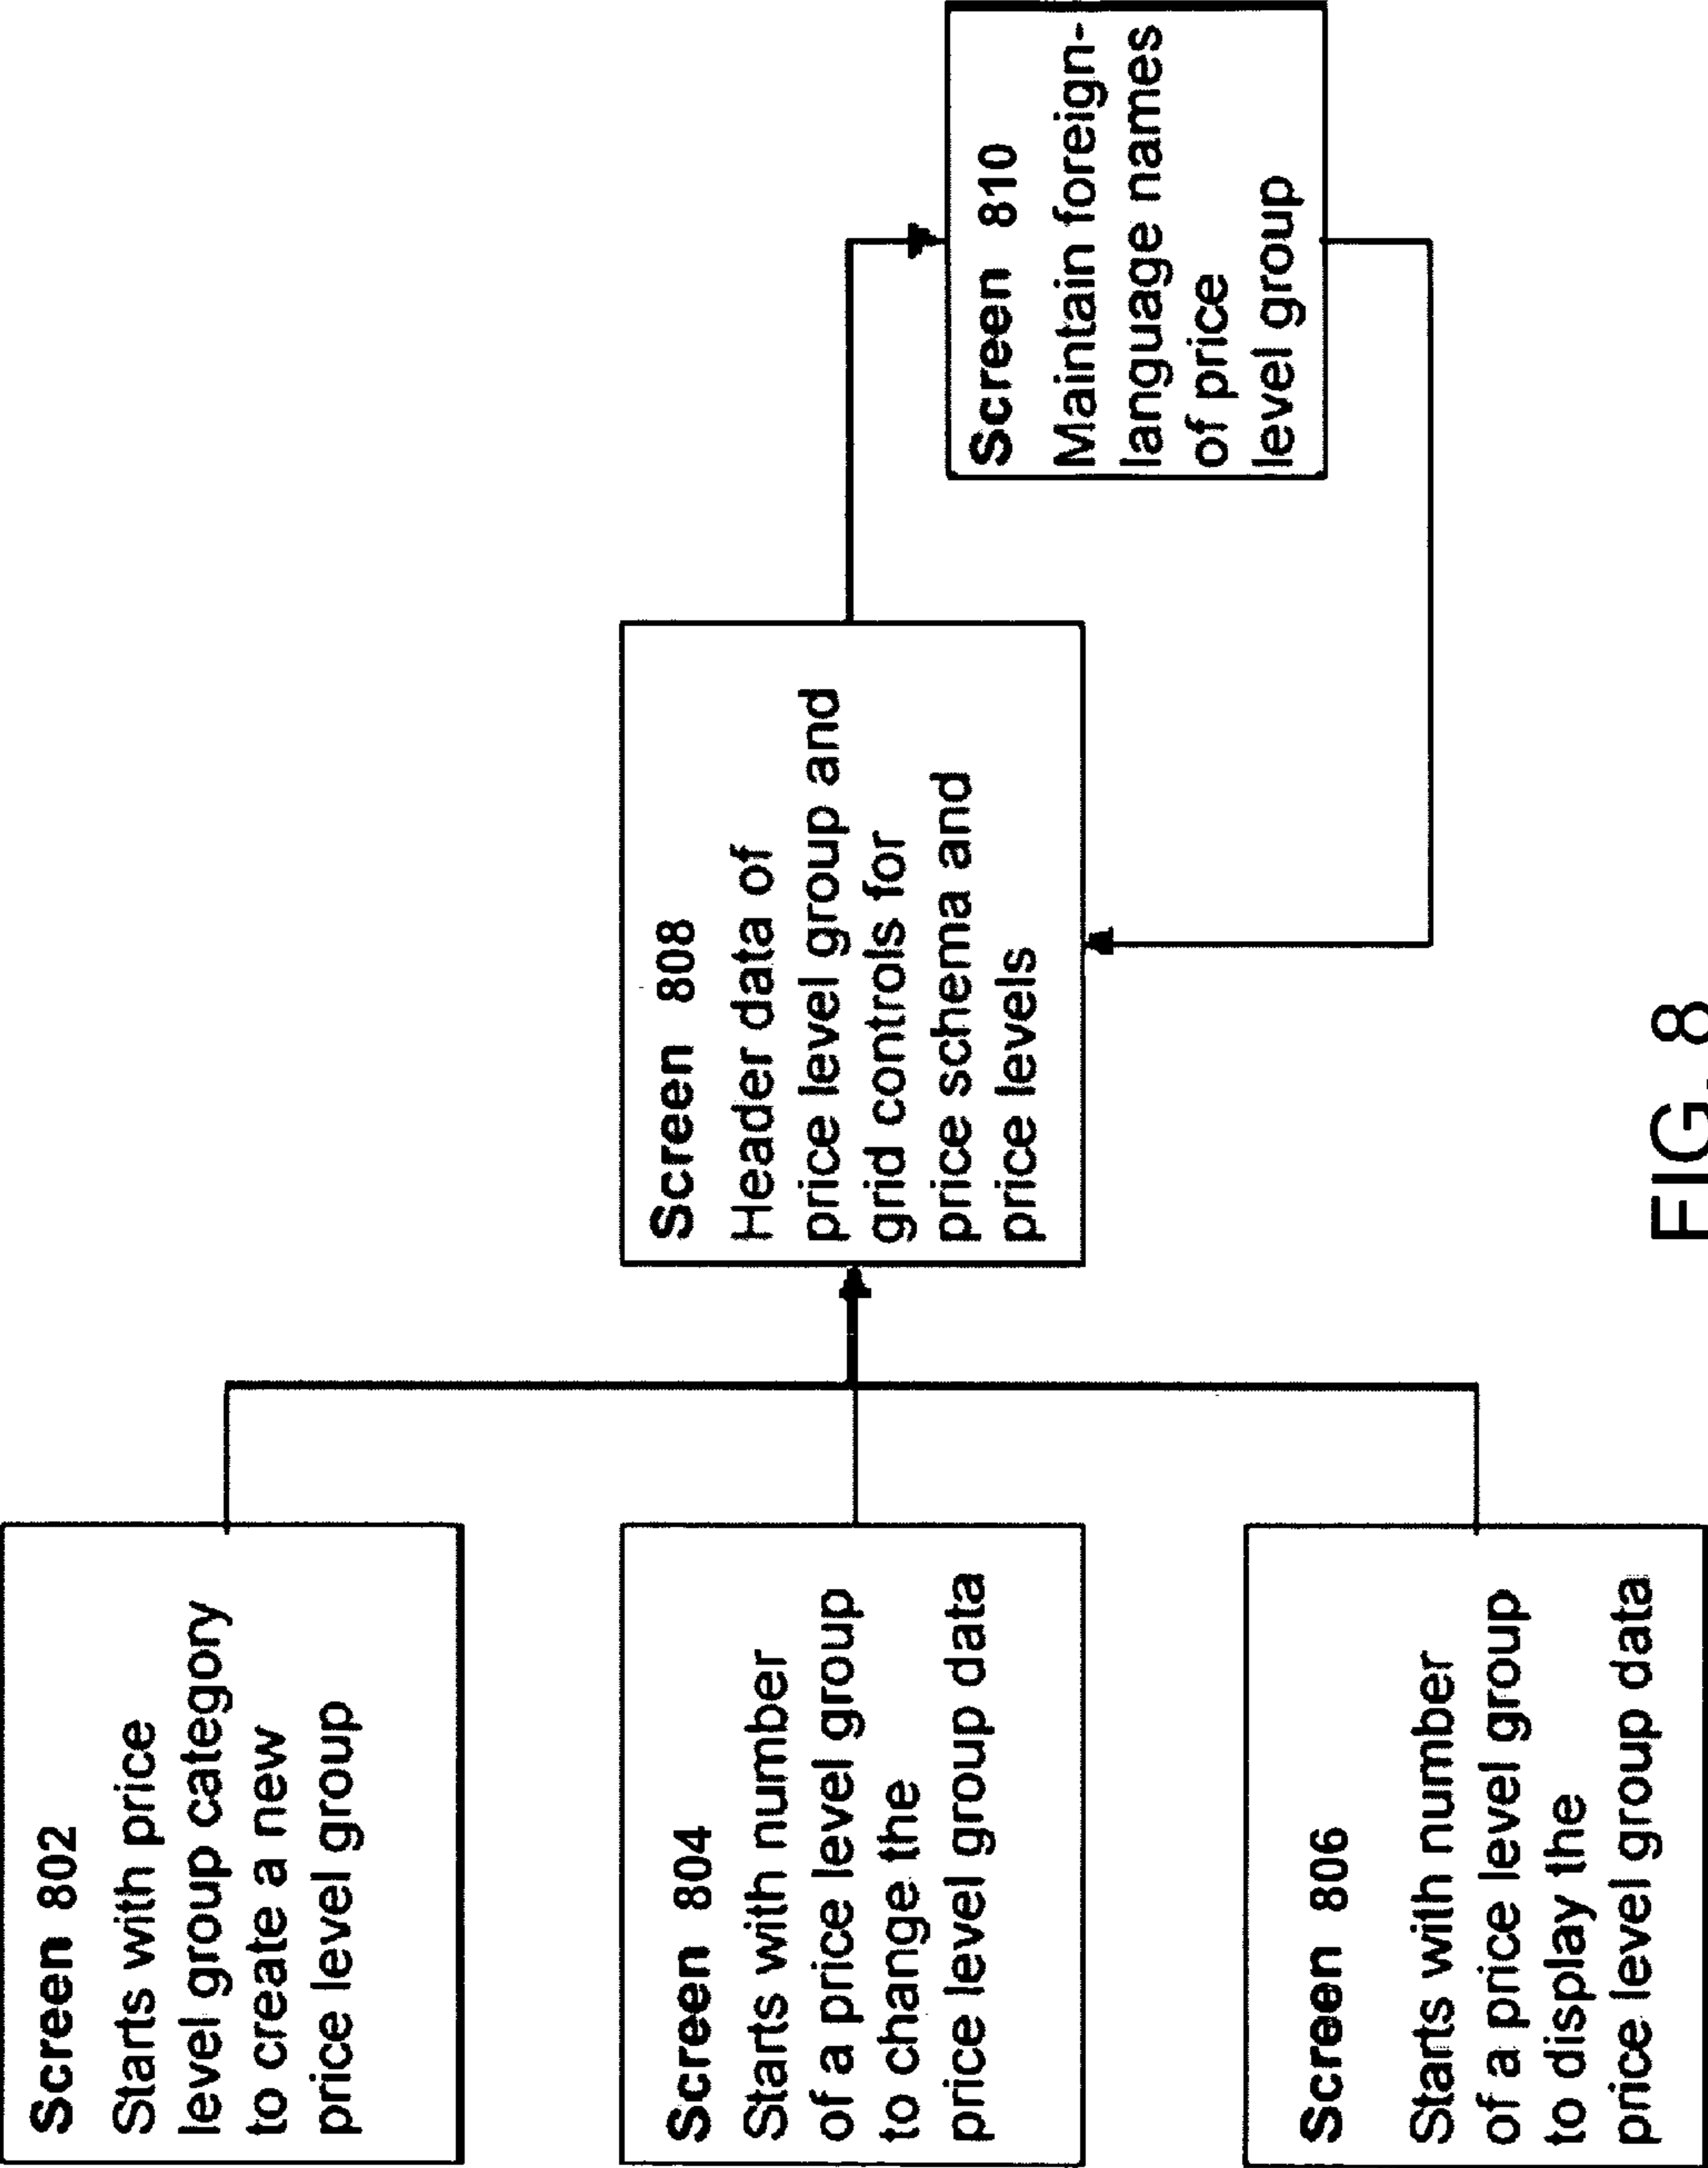 Screen 802
Starts with price
level group category
to create a new
price level group
Screen 804
Starts with number
of a price level group
to change the
price level group data
Screen 806
Starts with number
of a price level group
to display the
price level group data
Screen 808
Header data of
price level group and
grid controls for
price schema and
price levels
Screen 810
Maintain foreign-
language names
of price
level group
FIG. 8